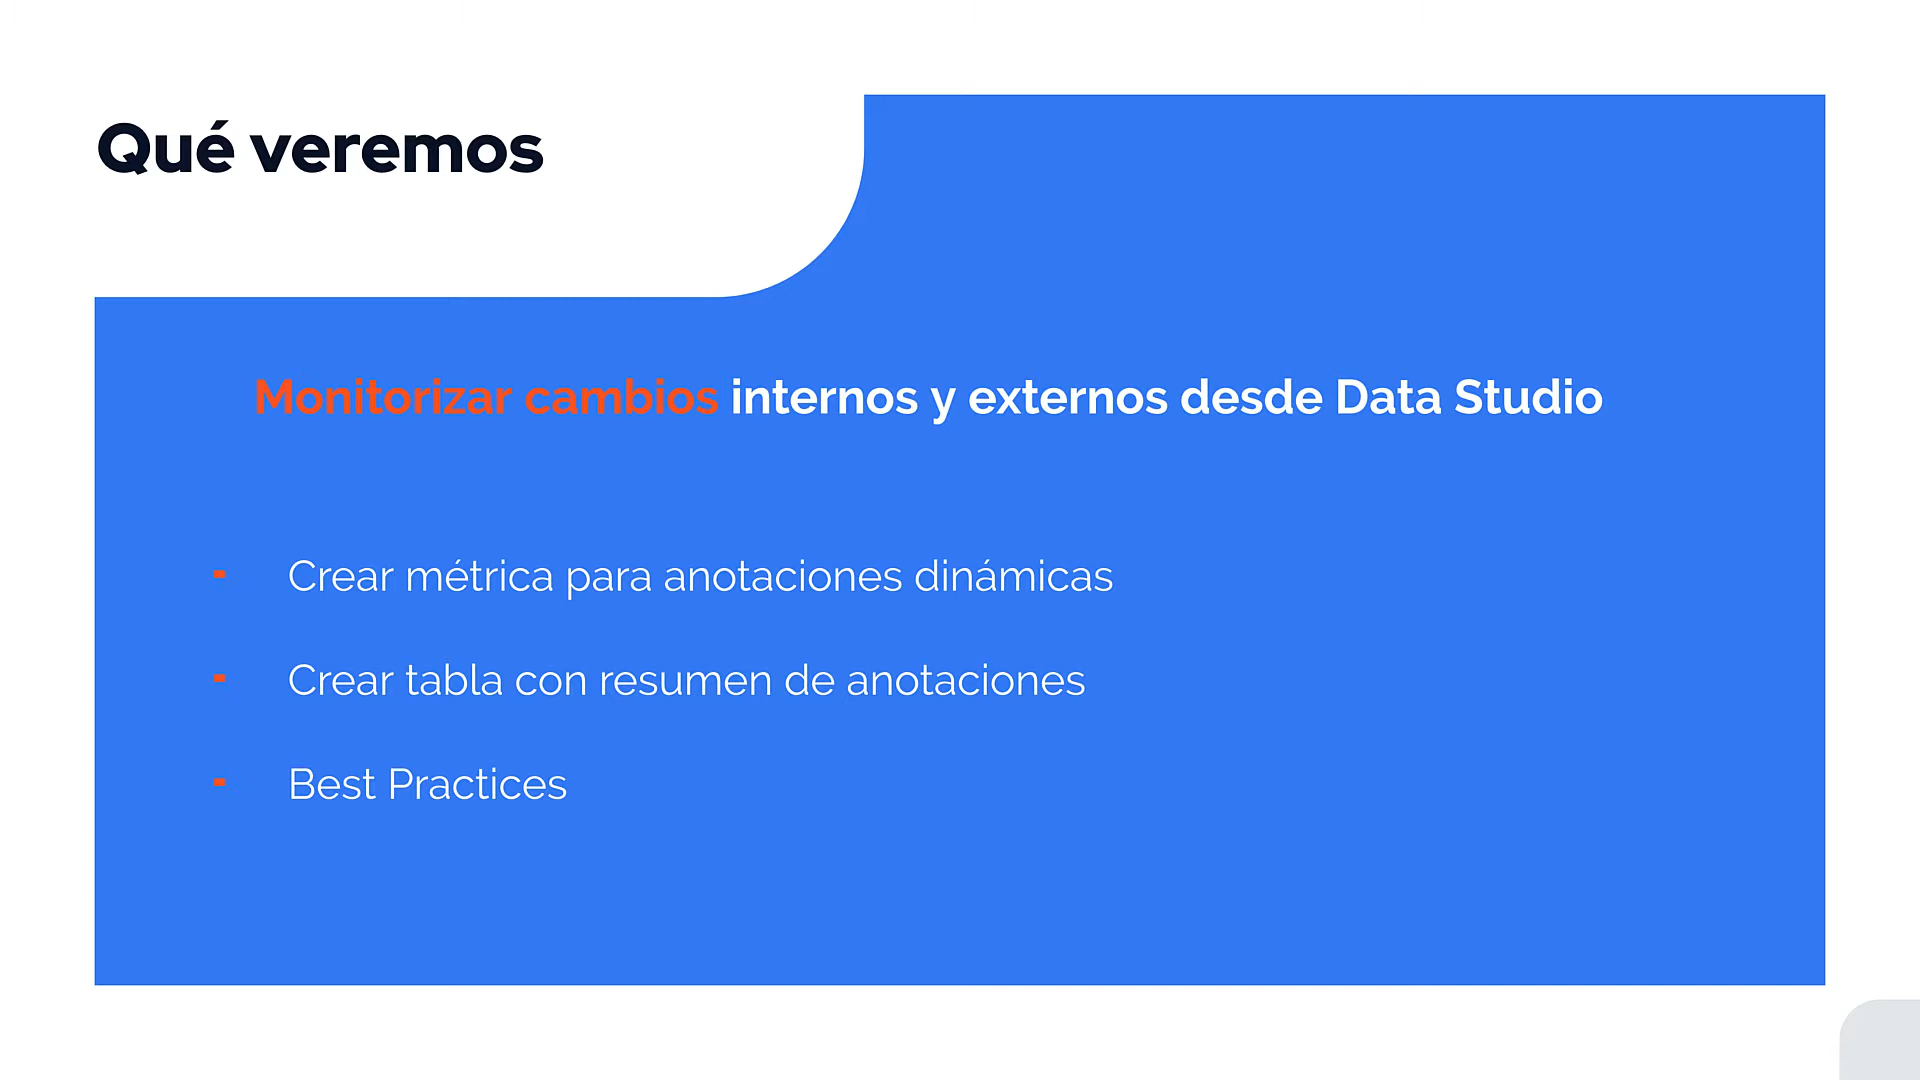 Qué veremos
Monitorizar cambios internos y externos desde Data Studio
- Crear métrica para anotaciones dinámicas
- Crear tabla con resumen de anotaciones
- Best Practices